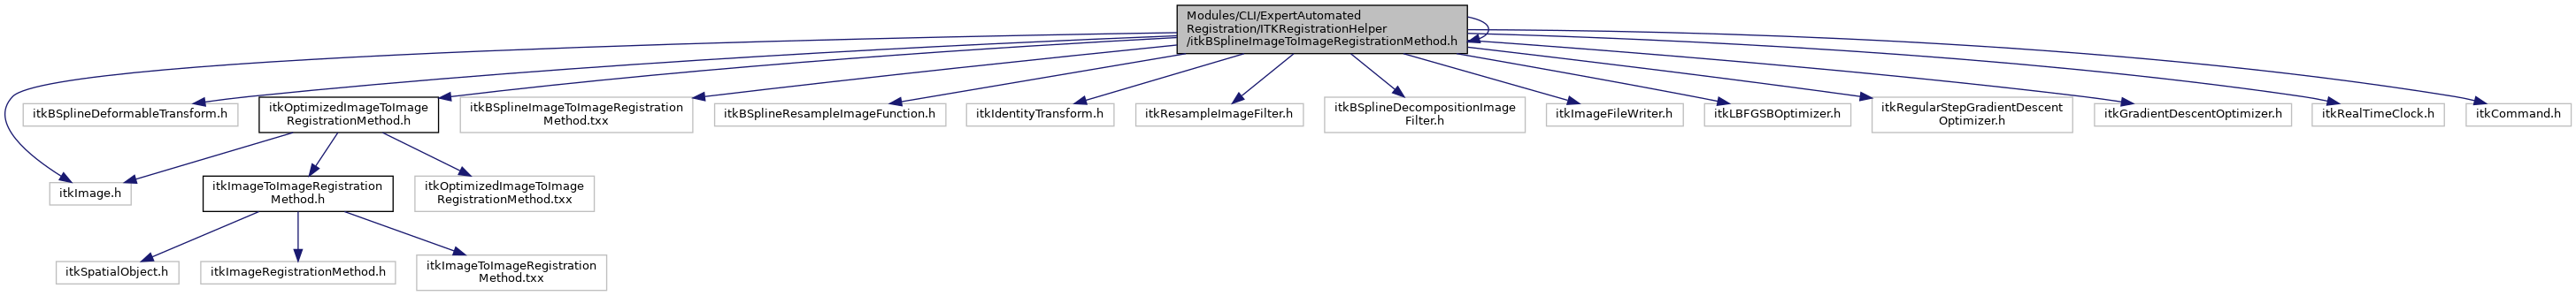 Modules/CLI/ExpertAutomated
Registration/ITKRegistrationHelper
/itkBSplineImageToImageRegistrationMethod.h
itkBSplineDeformableTransform.h
itkOptimizedImageToImage
RegistrationMethod.h
itkBSplineImageToImageRegistration
Method.txx
itkBSplineResampleImageFunction.h
itkIdentityTransform.h
itkResampleImageFilter.h
itkBSplineDecompositionImage
Filter.h
itkImageFileWriter.h
itkLBFGSBOptimizer.h
itkRegularStepGradientDescent
Optimizer.h
itkGradientDescentOptimizer.h
itkRealTimeClock.h
itkCommand.h
itkImage.h
itkImageToImageRegistration
Method.h
itkOptimizedImageToImage
RegistrationMethod.txx
itkSpatialObject.h
itkImageRegistrationMethod.h
itkImageToImageRegistration
Method.txx